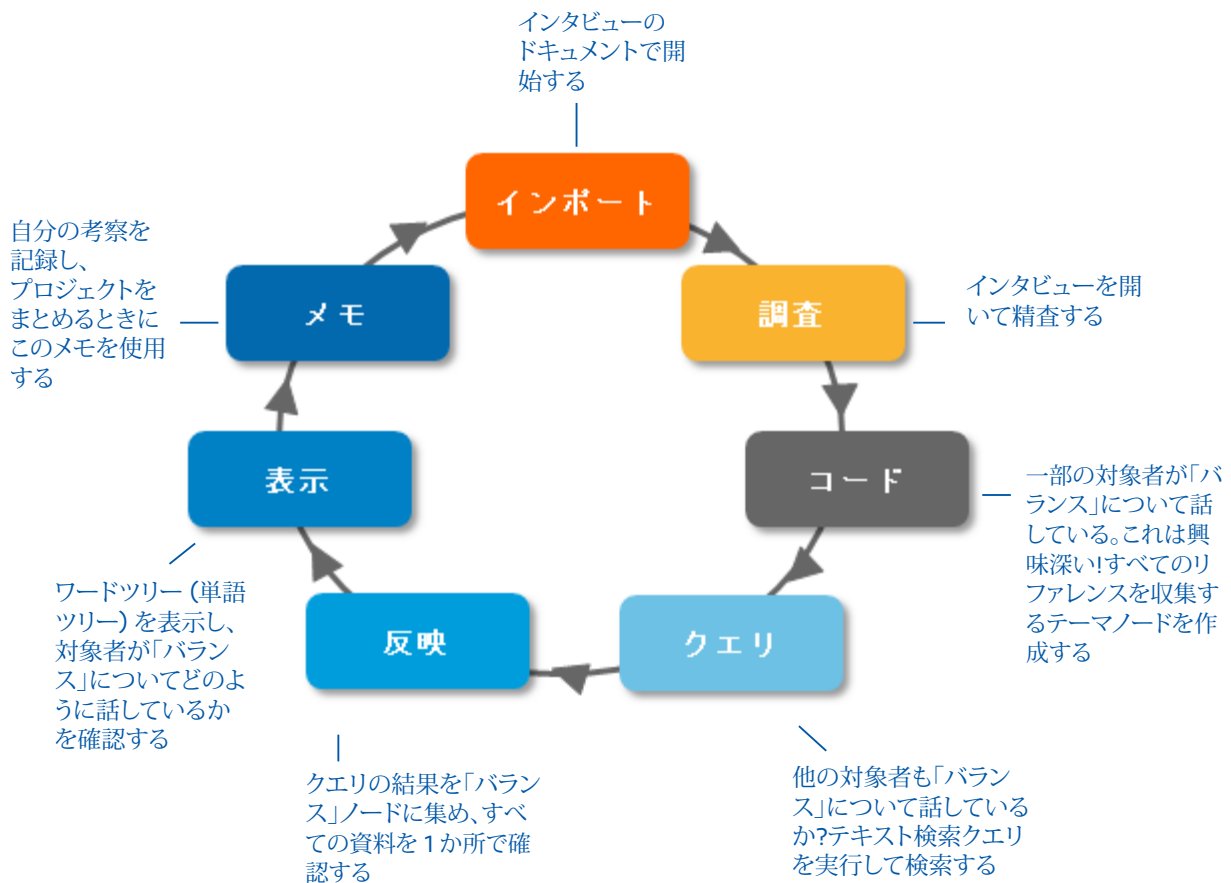 インタビューの
ドキュメントで開
始する
インポート
自分の考察を
記録し、
プロジェクトを
まとめるときに
このメモを使用
する
メモ
調査
インタビューを開
いて精査する
表示
コード
一部の対象者が「バ
ランス」について話
している。これは興
味深い!すべてのリ
ファレンスを収集す
るテーマノードを作
成する
ワードツリー (単語
ツリー) を表示し、
対象者が「バラン
ス」についてどのよ
うに話しているか
を確認する
反映
クエリ
クエリの結果を「バラン
ス」ノードに集め、すべ
ての資料を 1 か所で確
認する
他の対象者も「バラン
ス」について話している
か?テキスト検索クエリ
を実行して検索する